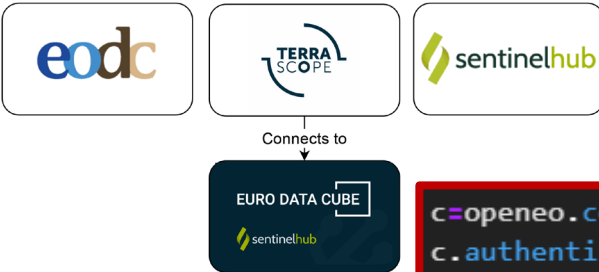 eodc
TERRA
SCOPE
sentinelhub
Connects to
EURO DATA CUBE
sentinelhub
c=openeo.c
c.authenti